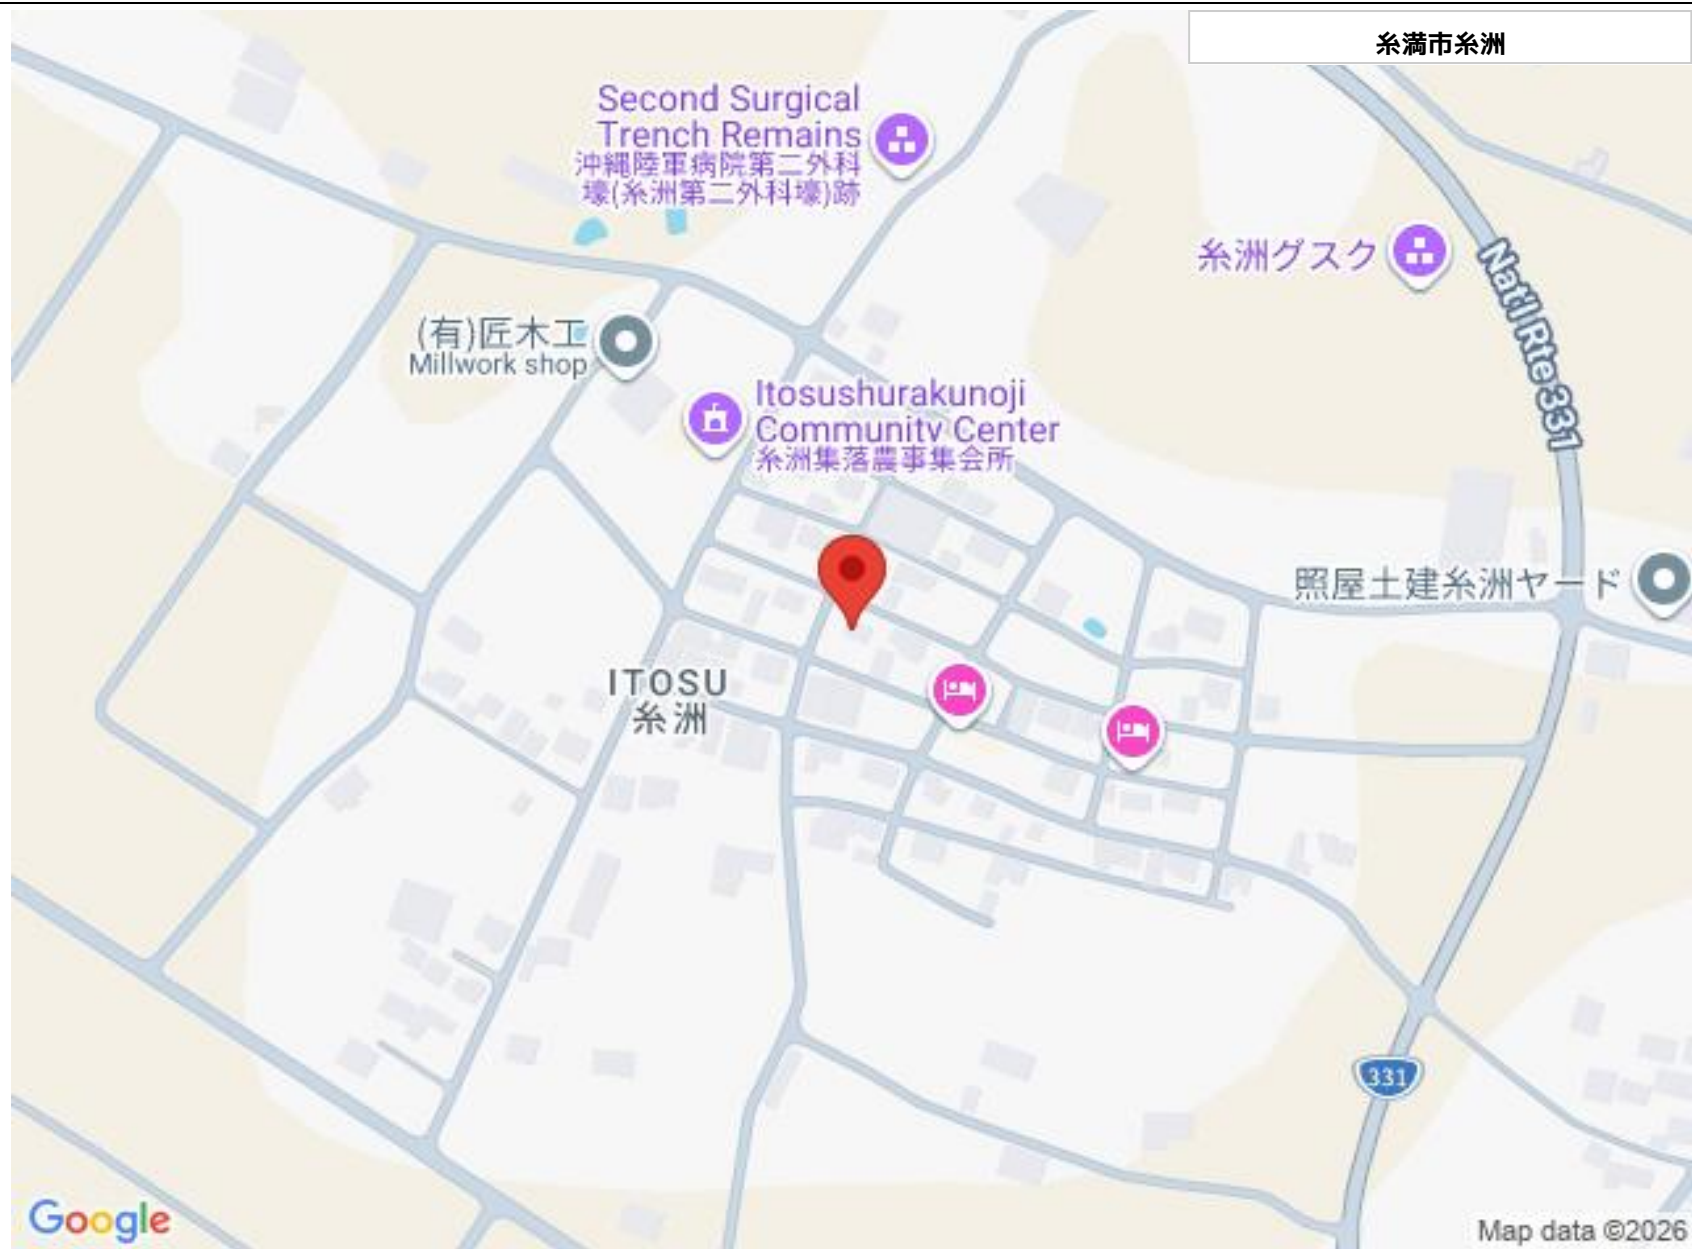 糸満市糸洲
Second Surgical
Trench Remains
沖縄陸軍病院第二外科
壕(糸洲第二外科壕)跡
糸洲グスク
Nat'l Rte 331
(有)匠木工
Millwork shop
Itosushurakunoji
Community Center
糸洲集落農事集会所
照屋土建糸洲ヤード
ITOSU
糸洲
331
Google
Map data ©2026